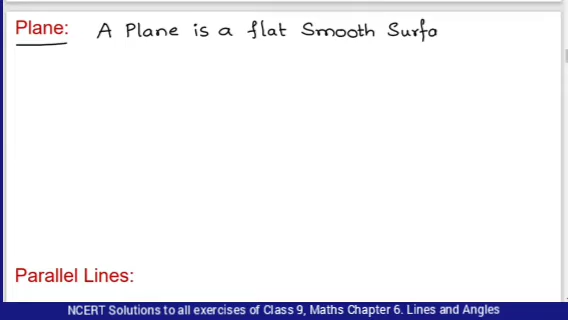 Plane: A Plane is a flat Smooth Surfa
Parallel Lines:
NCERT Solutions to all exercises of Class 9, Maths Chapter 6. Lines and Angles